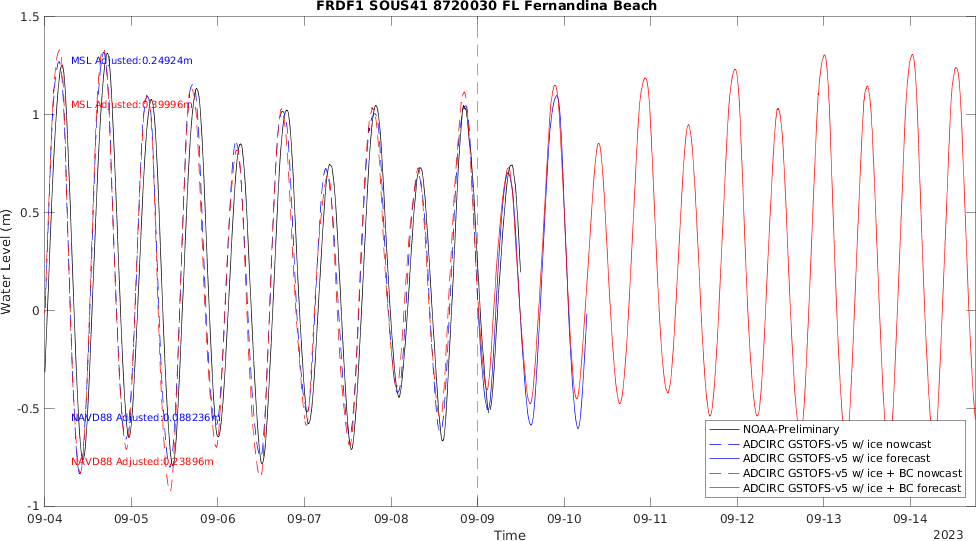 FRDF1 SOUS41 8720030 FL Fernandina Beach
1.5
MSL Adjusted:0.24924m
MSL Adjusted:0.39996m
1
0.5
Water Level (m)
0
-0.5
NAVD88 Adjusted:0.088236m
NAVD88 Adjusted:0.23896m
-1
NOAA-Preliminary
ADCIRC GSTOFS-v5 w/ ice nowcast
ADCIRC GSTOFS-v5 w/ ice forecast
ADCIRC GSTOFS-v5 w/ ice + BC nowcast
ADCIRC GSTOFS-v5 w/ ice + BC forecast
09-04 09-05 09-06 09-07 09-08 09-09 09-10 09-11 09-12 09-13 09-14
Time
2023